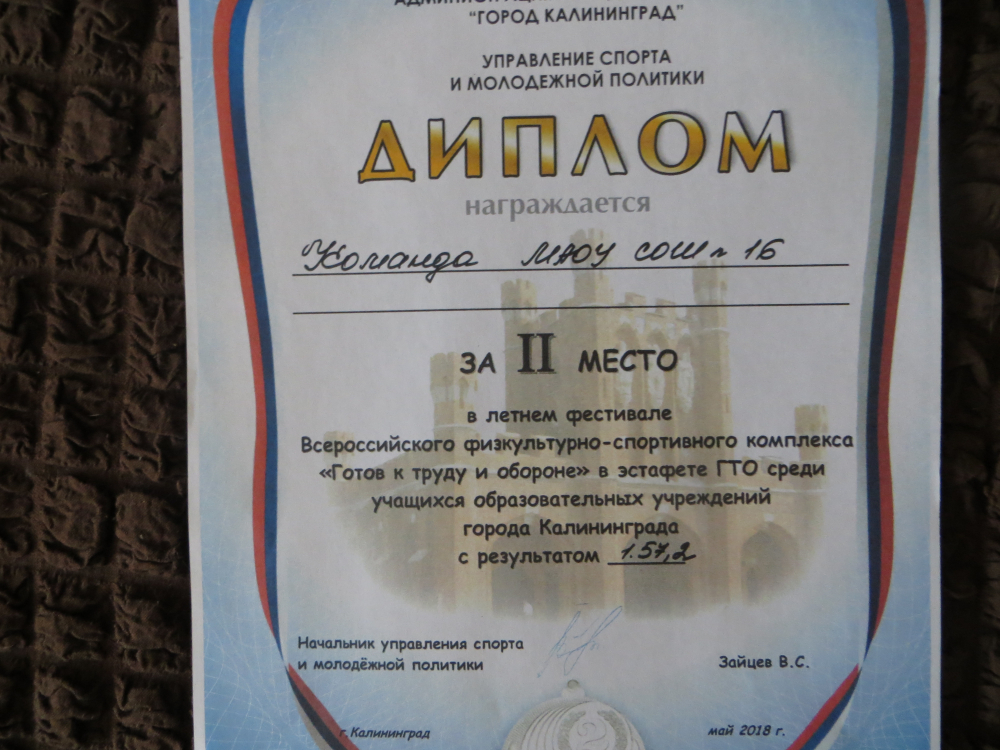 "ГОРОД КАЛИНИНГРАД"
УПРАВЛЕНИЕ СПОРТА
И МОЛОДЕЖНОЙ ПОЛИТИКИ
ДИПЛОМ
награждается
Команда МАОУ СОШ № 16
ЗА II МЕСТО
в летнем фестивале
Всероссийского физкультурно-спортивного комплекса
«Готов к труду и обороне» в эстафете ГТО среди
учащихся образовательных учреждений
города Калининграда
с результатом 1.57,2
Начальник управления спорта
и молодёжной политики Зайцев В.С.
2
г.Калининград май 2018 г.